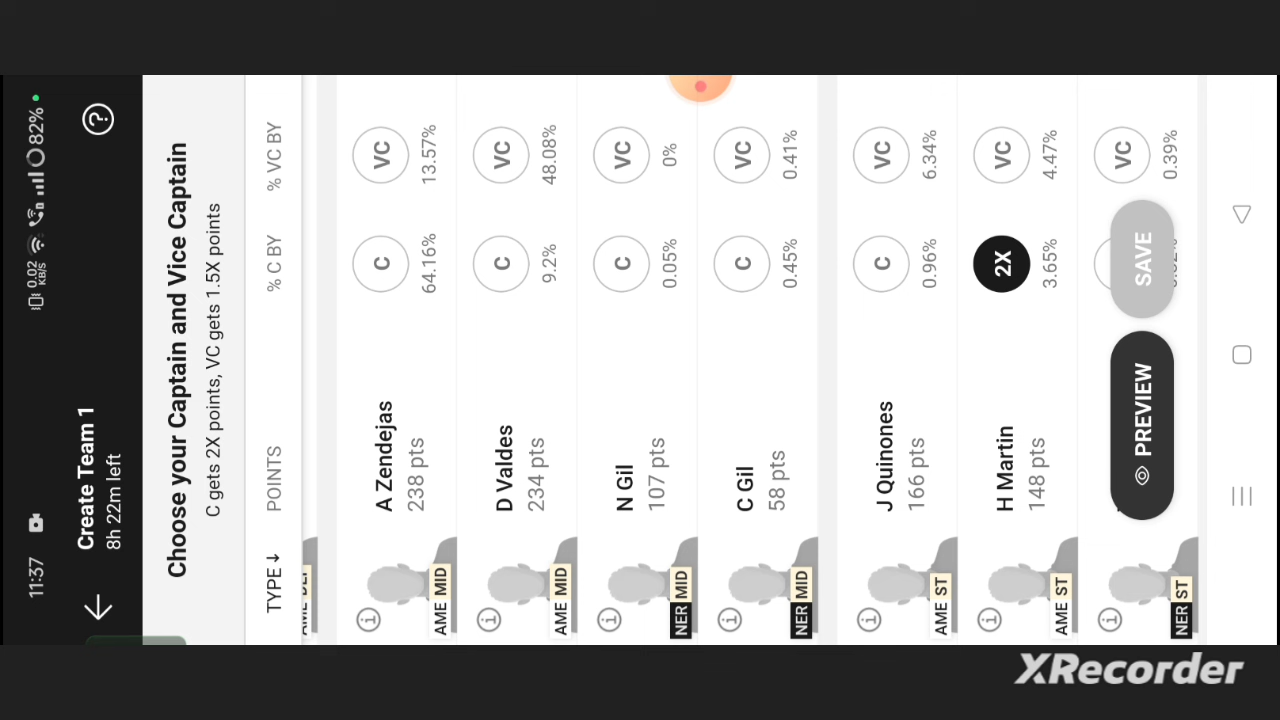 11:37
0.02
KB/S
82%
Create Team 1
8h 22m left
?
Choose your Captain and Vice Captain
C gets 2X points, VC gets 1.5X points
TYPE ↓ POINTS % C BY % VC BY
A Zendejas
238 pts
AME MID
C
64.16%
VC
13.57%
D Valdes
234 pts
AME MID
C
9.2%
VC
48.08%
N Gil
107 pts
NER MID
C
0.05%
VC
0%
C Gil
58 pts
NER MID
C
0.45%
VC
0.41%
J Quinones
166 pts
AME ST
C
0.96%
VC
6.34%
H Martin
148 pts
AME ST
2X
3.65%
VC
4.47%
NER ST
VC
0.39%
PREVIEW
SAVE
XRecorder